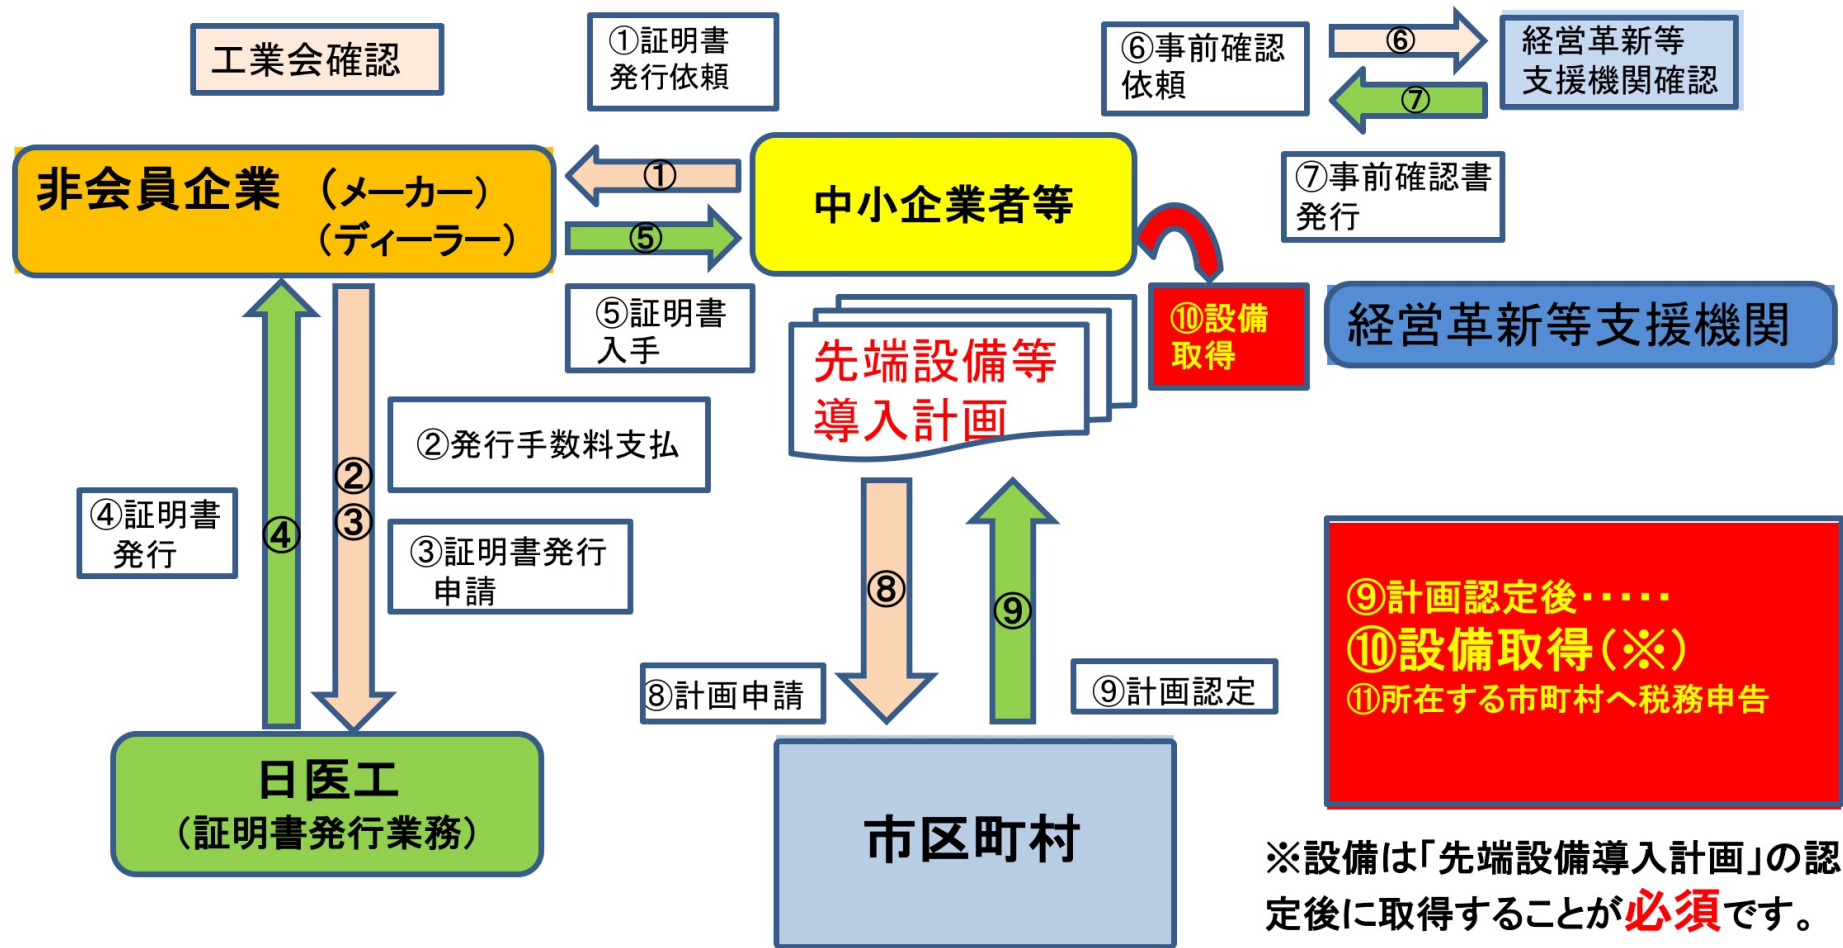 工業会確認
①証明書
発行依頼
⑥事前確認
依頼
⑥
⑦
経営革新等
支援機関確認
非会員企業 （メーカー）
（ディーラー）
①
⑤
中小企業者等
⑦事前確認書
発行
⑤証明書
入手
先端設備等
導入計画
⑩設備
取得
経営革新等支援機関
②発行手数料支払
②
③
④証明書
発行
④
③証明書発行
申請
⑧
⑨
⑧計画申請
⑨計画認定
⑨計画認定後・・・・・
⑩設備取得（※）
⑪所在する市町村へ税務申告
日医工
（証明書発行業務）
市区町村
※設備は「先端設備導入計画」の認
定後に取得することが必須です。